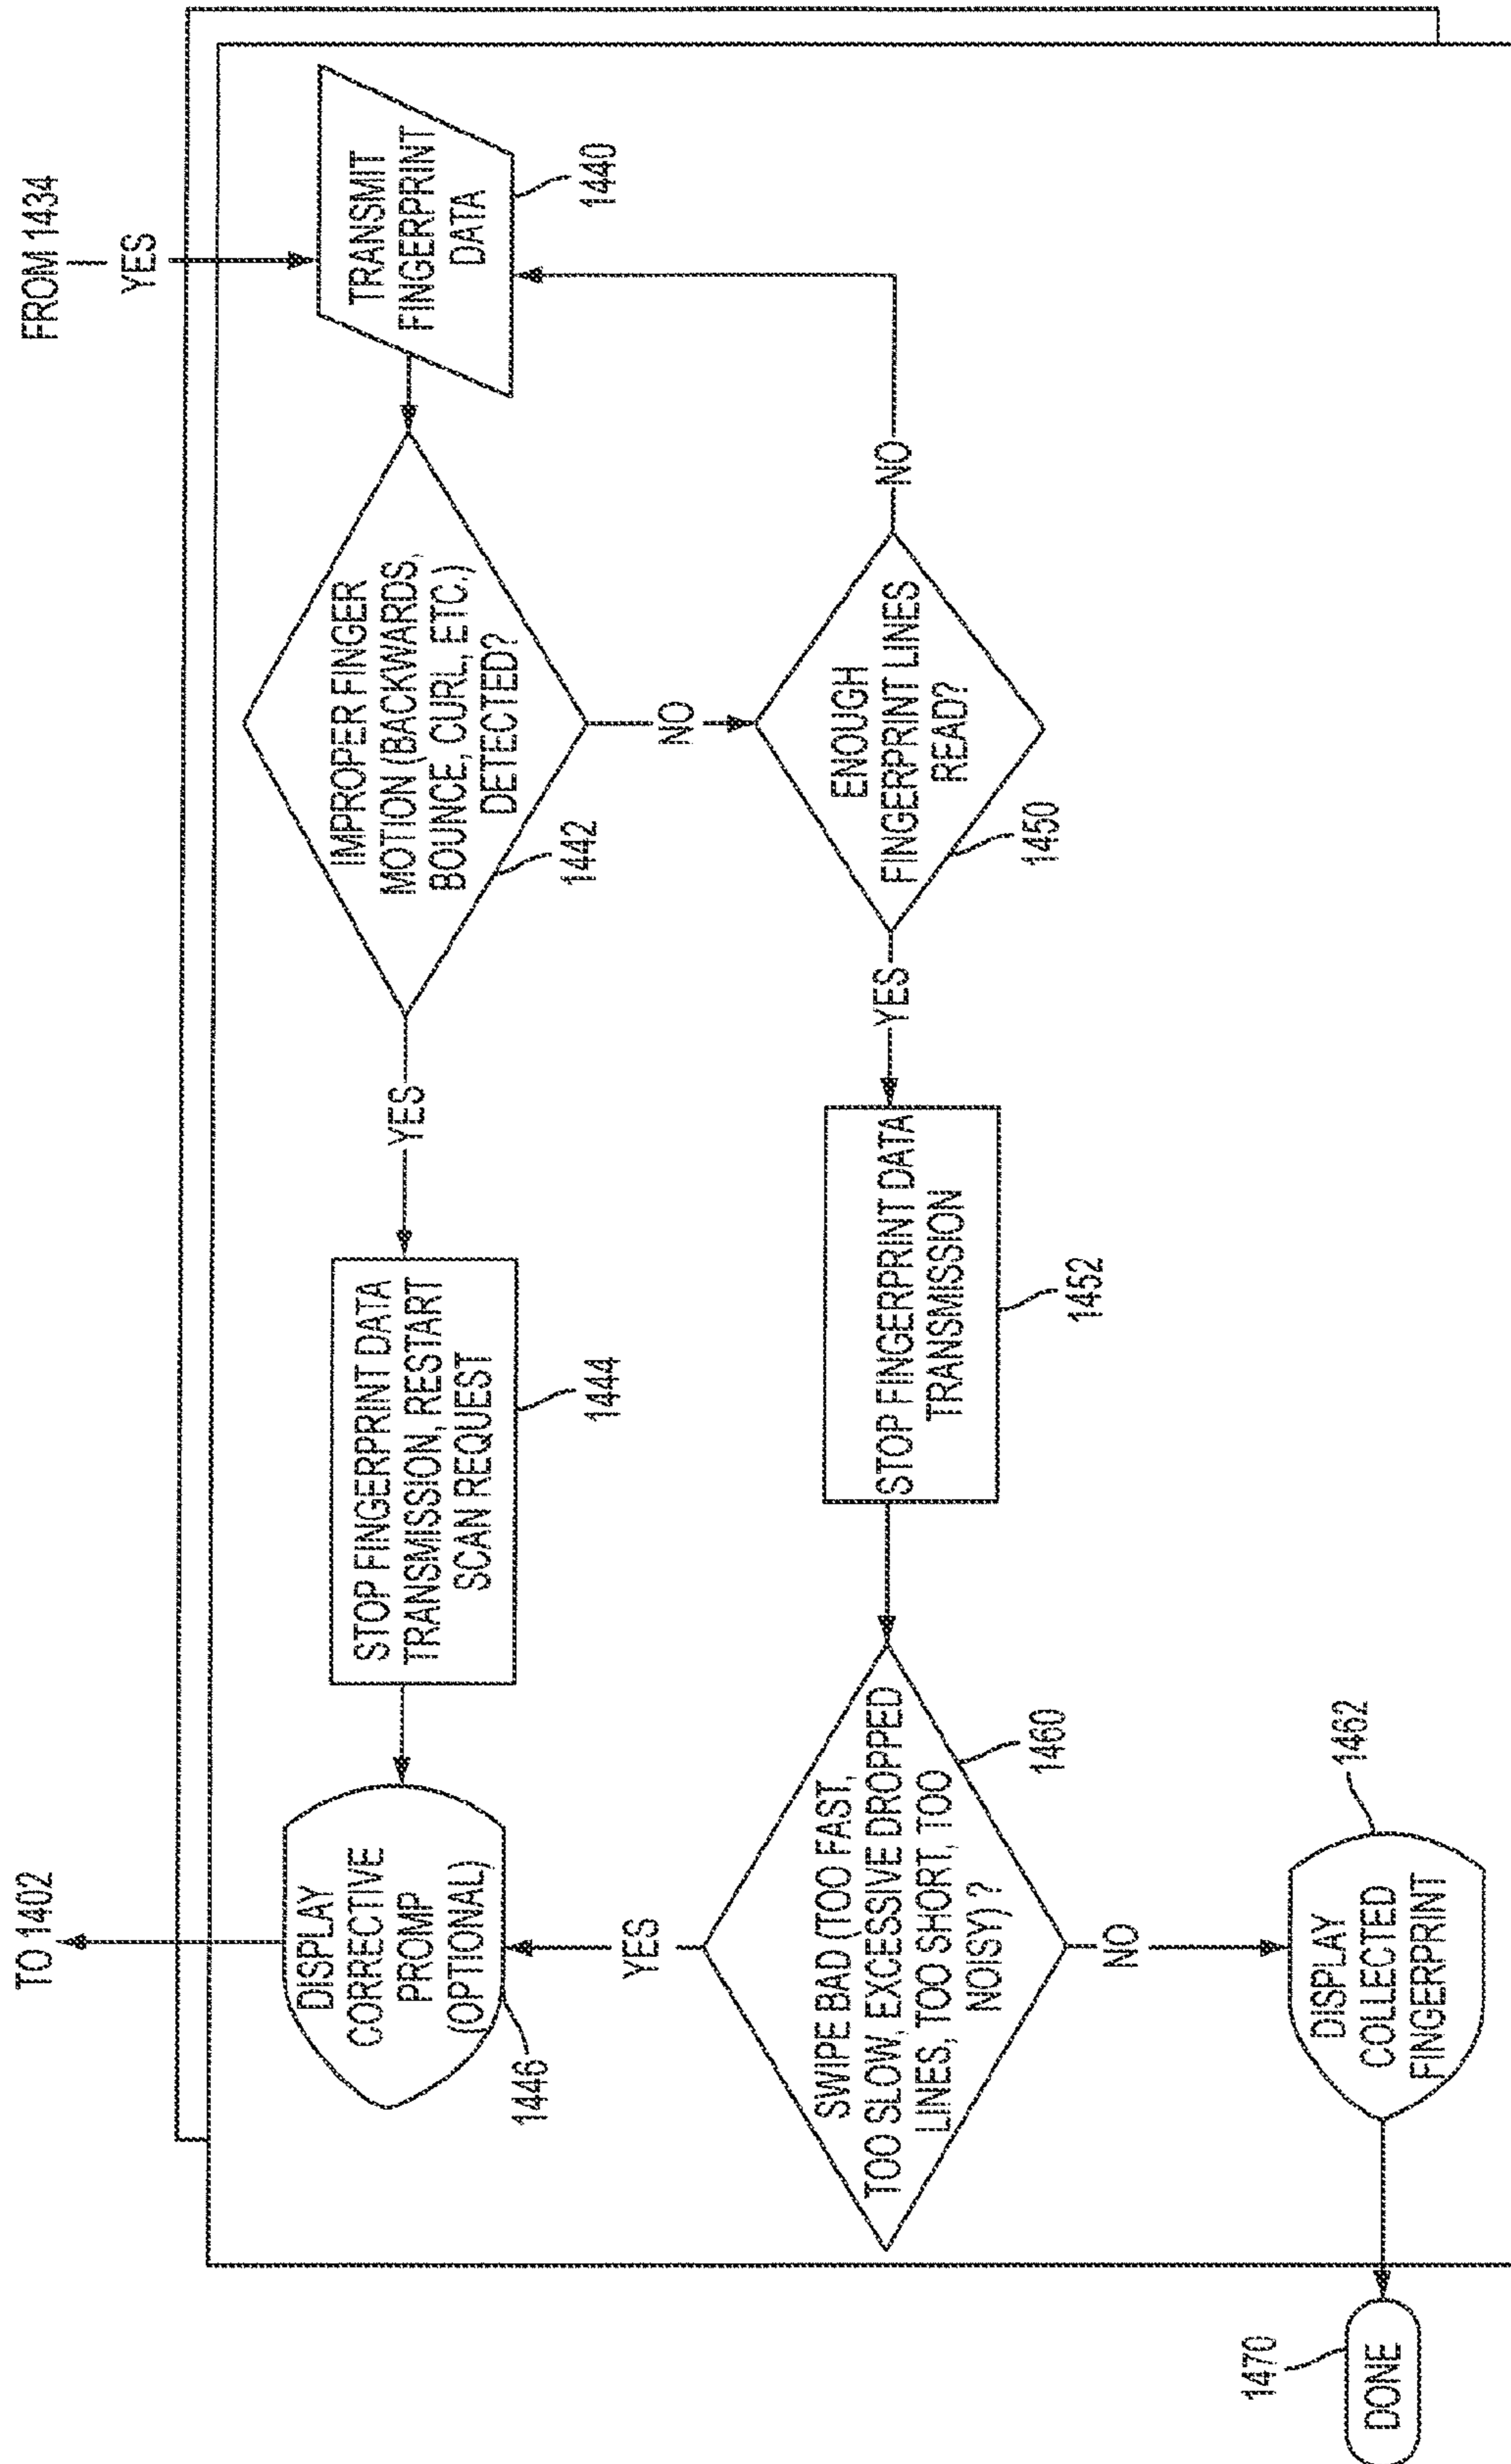 FROM 1434
YES
TRANSMIT
FINGERPRINT
DATA
1440
IMPROPER FINGER
MOTION (BACKWARDS,
BOUNCE, CURL, ETC.)
DETECTED?
1442
YES
STOP FINGERPRINT DATA
TRANSMISSION, RESTART
SCAN REQUEST
1444
DISPLAY
CORRECTIVE
PROMP
(OPTIONAL)
1446
TO 1402
NO
ENOUGH
FINGERPRINT LINES
READ?
1450
NO
YES
STOP FINGERPRINT DATA
TRANSMISSION
1452
SWIPE BAD (TOO FAST,
TOO SLOW, EXCESSIVE DROPPED
LINES, TOO SHORT, TOO
NOISY) ?
1460
YES
NO
DISPLAY
COLLECTED
FINGERPRINT
1462
DONE
1470